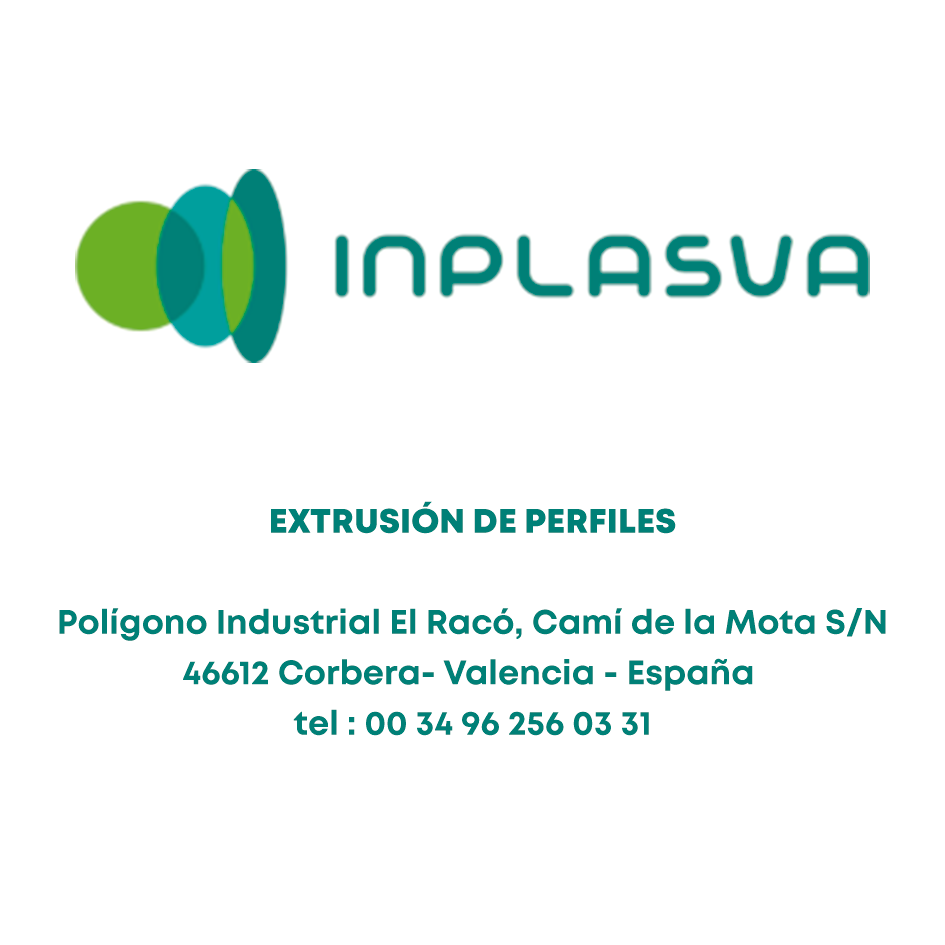 INPLASVA
EXTRUSIÓN DE PERFILES
Polígono Industrial El Racó, Camí de la Mota S/N
46612 Corbera- Valencia - España
tel : 00 34 96 256 03 31